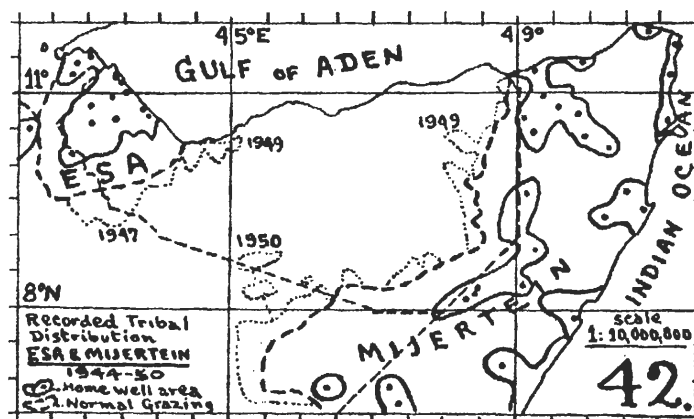 45°E
49°
GULF OF ADEN
11°
1949
1949
ESA
INDIAN OCEAN
1947
1950
8°N
MIJERTEIN
Recorded Tribal
Distribution
ESA & MIJERTEIN
1944-50
Home well area
Normal Grazing
scale
1:10,000,000
42.